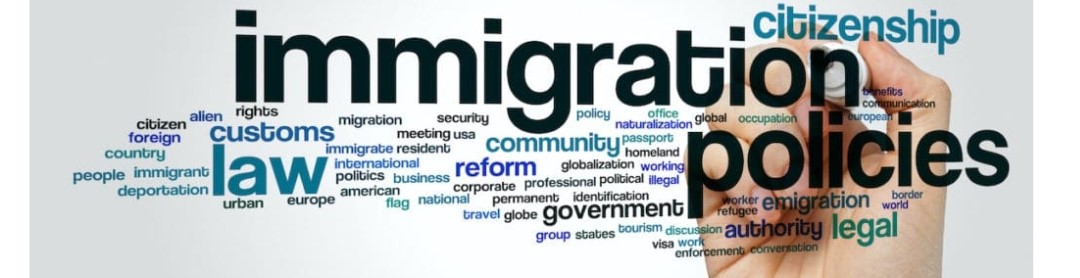 citizenship
immigration
benefits
communication
alien rights
citizen
migration
security
policy
office
naturalization
global
occupation
european
foreign
customs
meeting usa
community
passport
policies
country
immigrate resident
homeland
people immigrant
law
international
reform
globalization working
politics business
corporate professional political illegal
deportation
american
urban
europe
flag national
permanent identification
travel globe
government
worker emigration
border
world
refugee
group states tourism discussion
authority legal
visa work
enforcement conversation